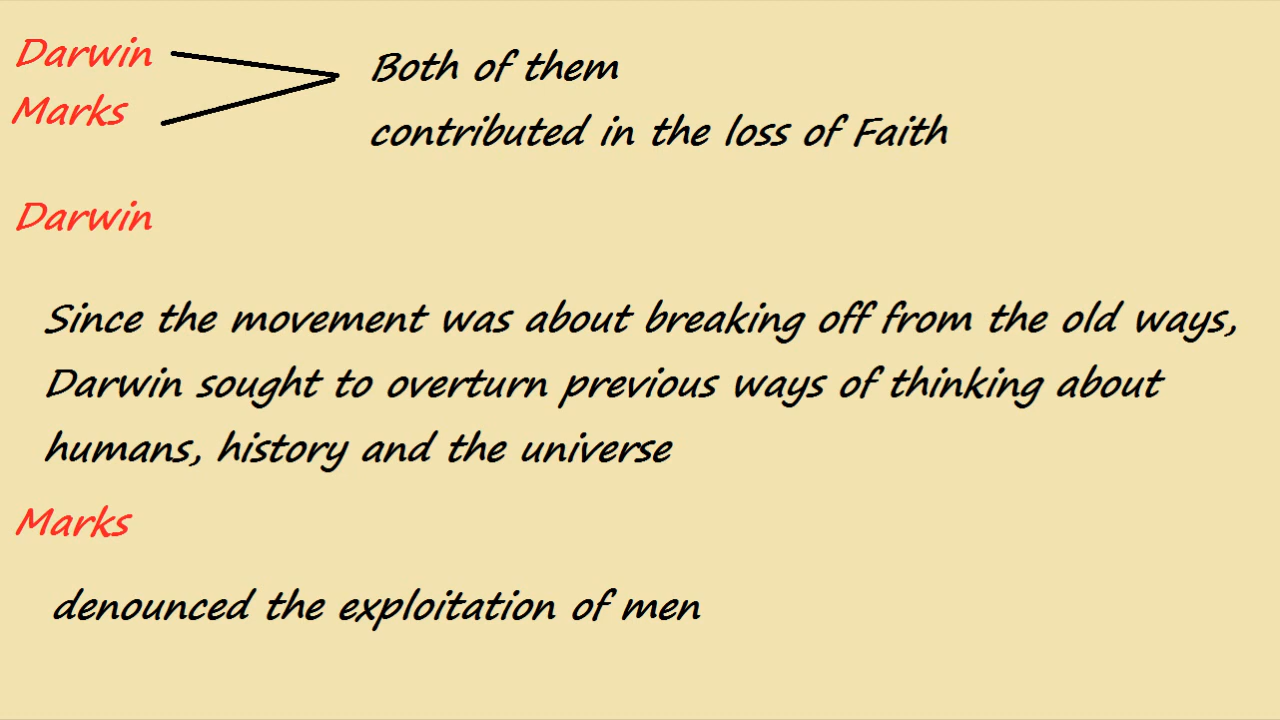 Darwin
Marks
Both of them
contributed in the loss of Faith
Darwin
Since the movement was about breaking off from the old ways,
Darwin sought to overturn previous ways of thinking about
humans, history and the universe
Marks
denounced the exploitation of men